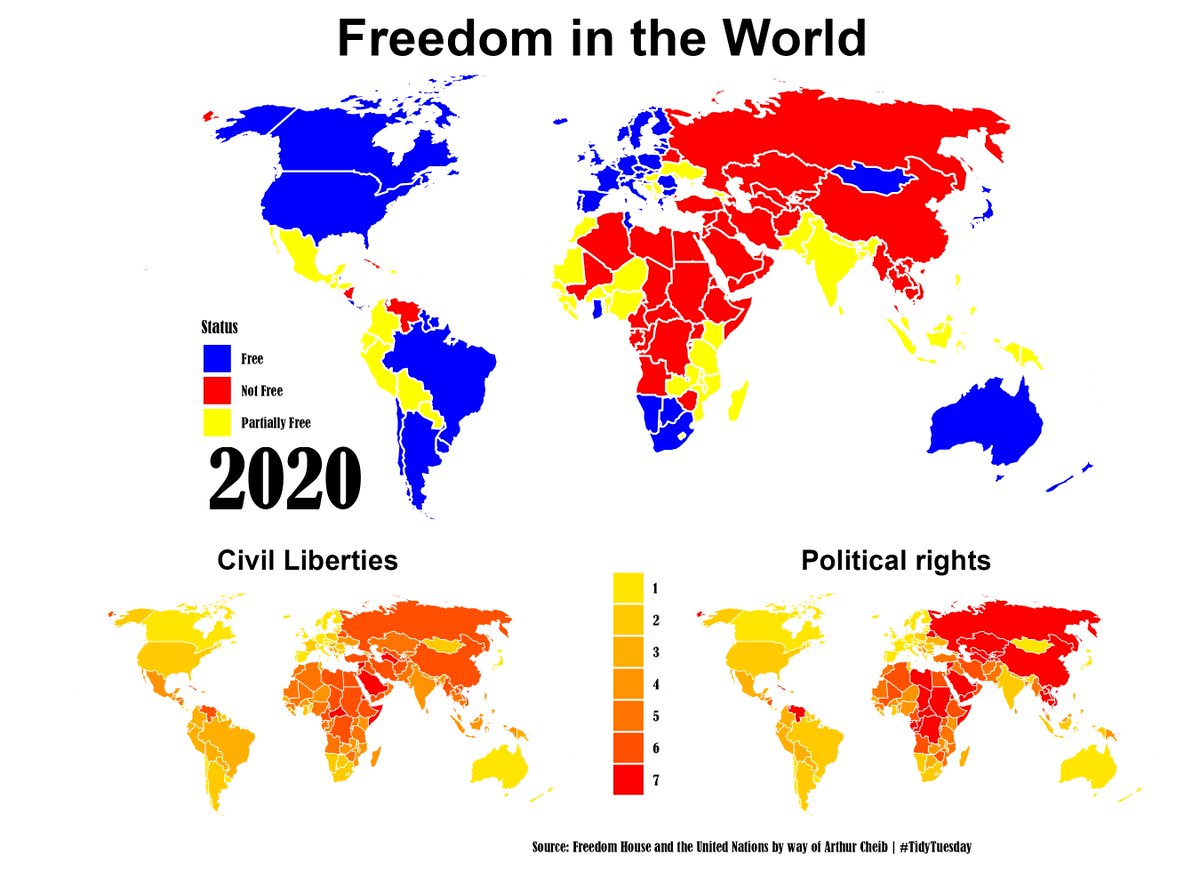 Freedom in the World
Status
Free
Not Free
Partially Free
2020
Civil Liberties
Political rights
1
2
3
4
5
6
7
Source: Freedom House and the United Nations by way of Arthur Cheib | #TidyTuesday